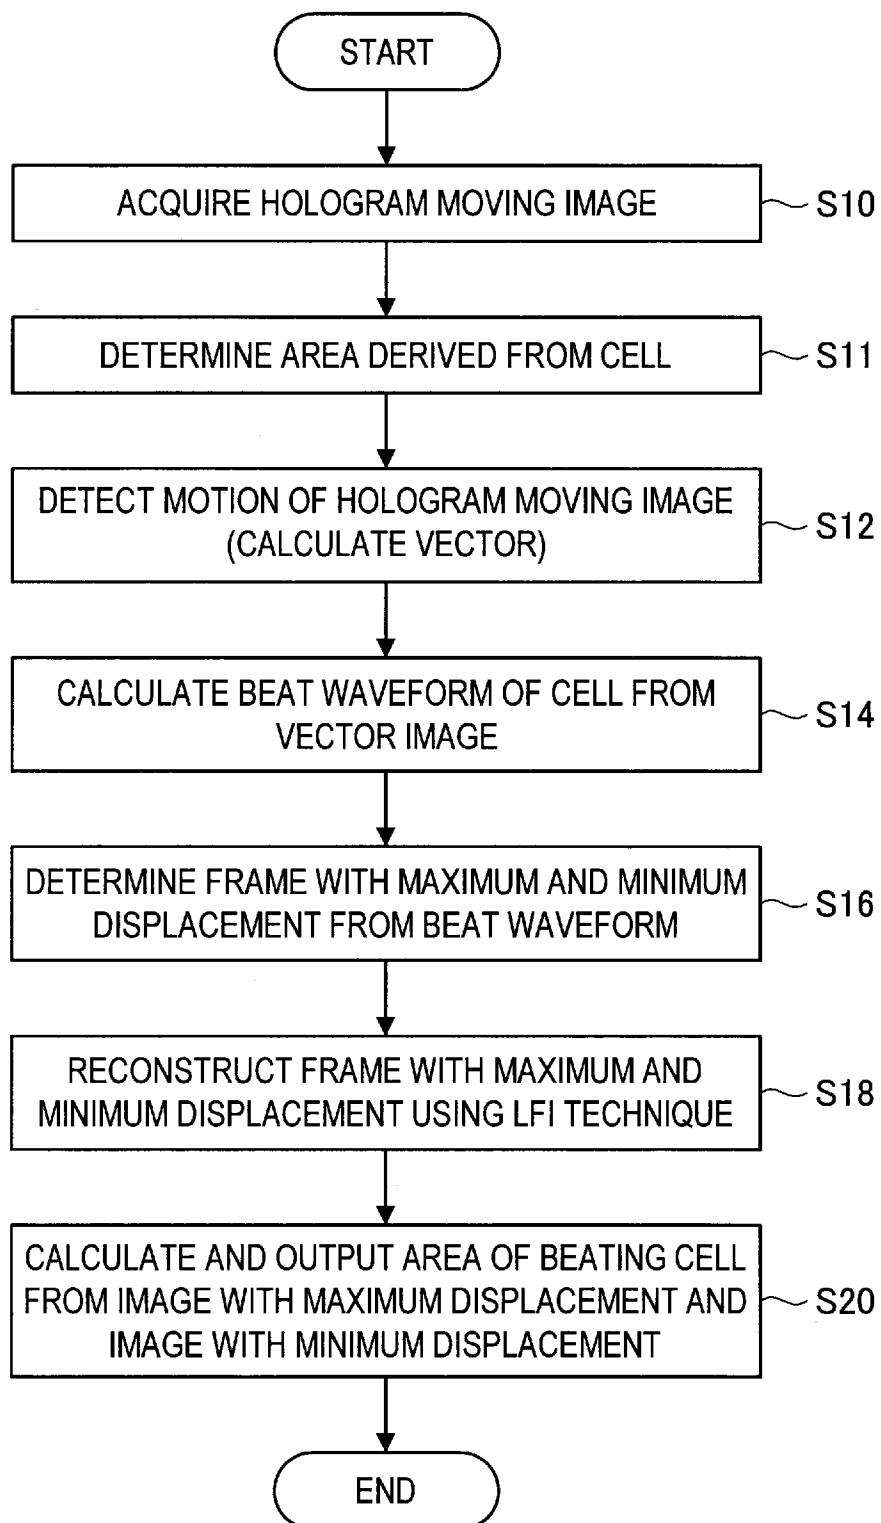 START
ACQUIRE HOLOGRAM MOVING IMAGE
S10
DETERMINE AREA DERIVED FROM CELL
S11
DETECT MOTION OF HOLOGRAM MOVING IMAGE
(CALCULATE VECTOR)
S12
CALCULATE BEAT WAVEFORM OF CELL FROM
VECTOR IMAGE
S14
DETERMINE FRAME WITH MAXIMUM AND MINIMUM
DISPLACEMENT FROM BEAT WAVEFORM
S16
RECONSTRUCT FRAME WITH MAXIMUM AND
MINIMUM DISPLACEMENT USING LFI TECHNIQUE
S18
CALCULATE AND OUTPUT AREA OF BEATING CELL
FROM IMAGE WITH MAXIMUM DISPLACEMENT AND
IMAGE WITH MINIMUM DISPLACEMENT
S20
END